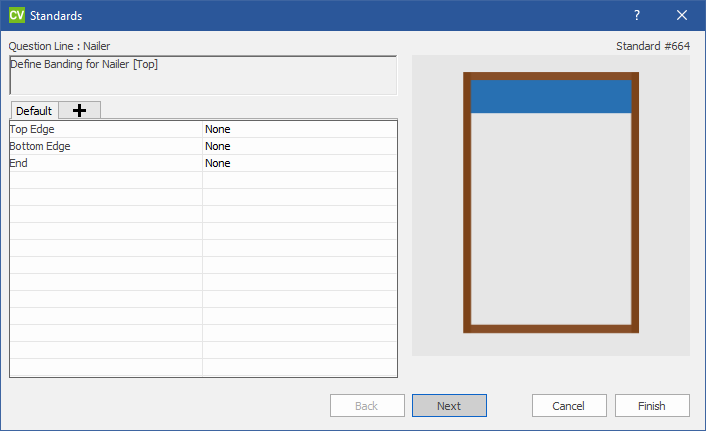 CV Standards ?
Question Line : Nailer Standard #664
Define Banding for Nailer [Top]
Default +
Top Edge None
Bottom Edge None
End None
Back Next Cancel Finish